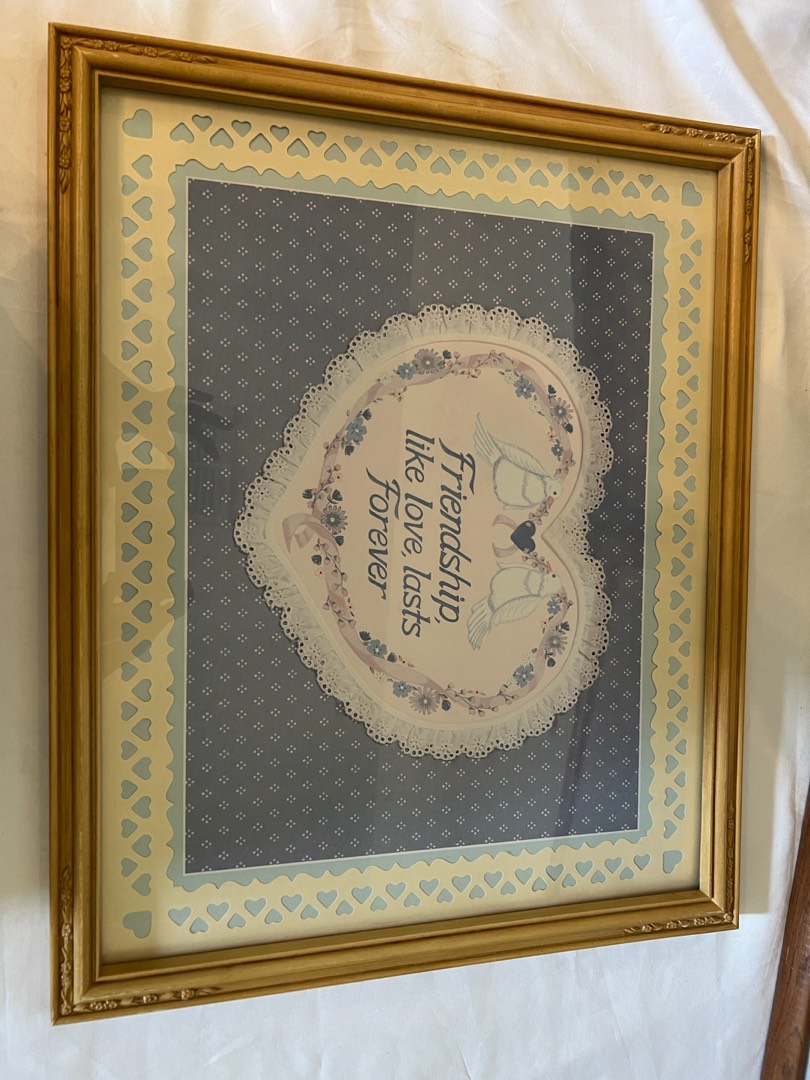 Friendship,
like love, lasts
Forever